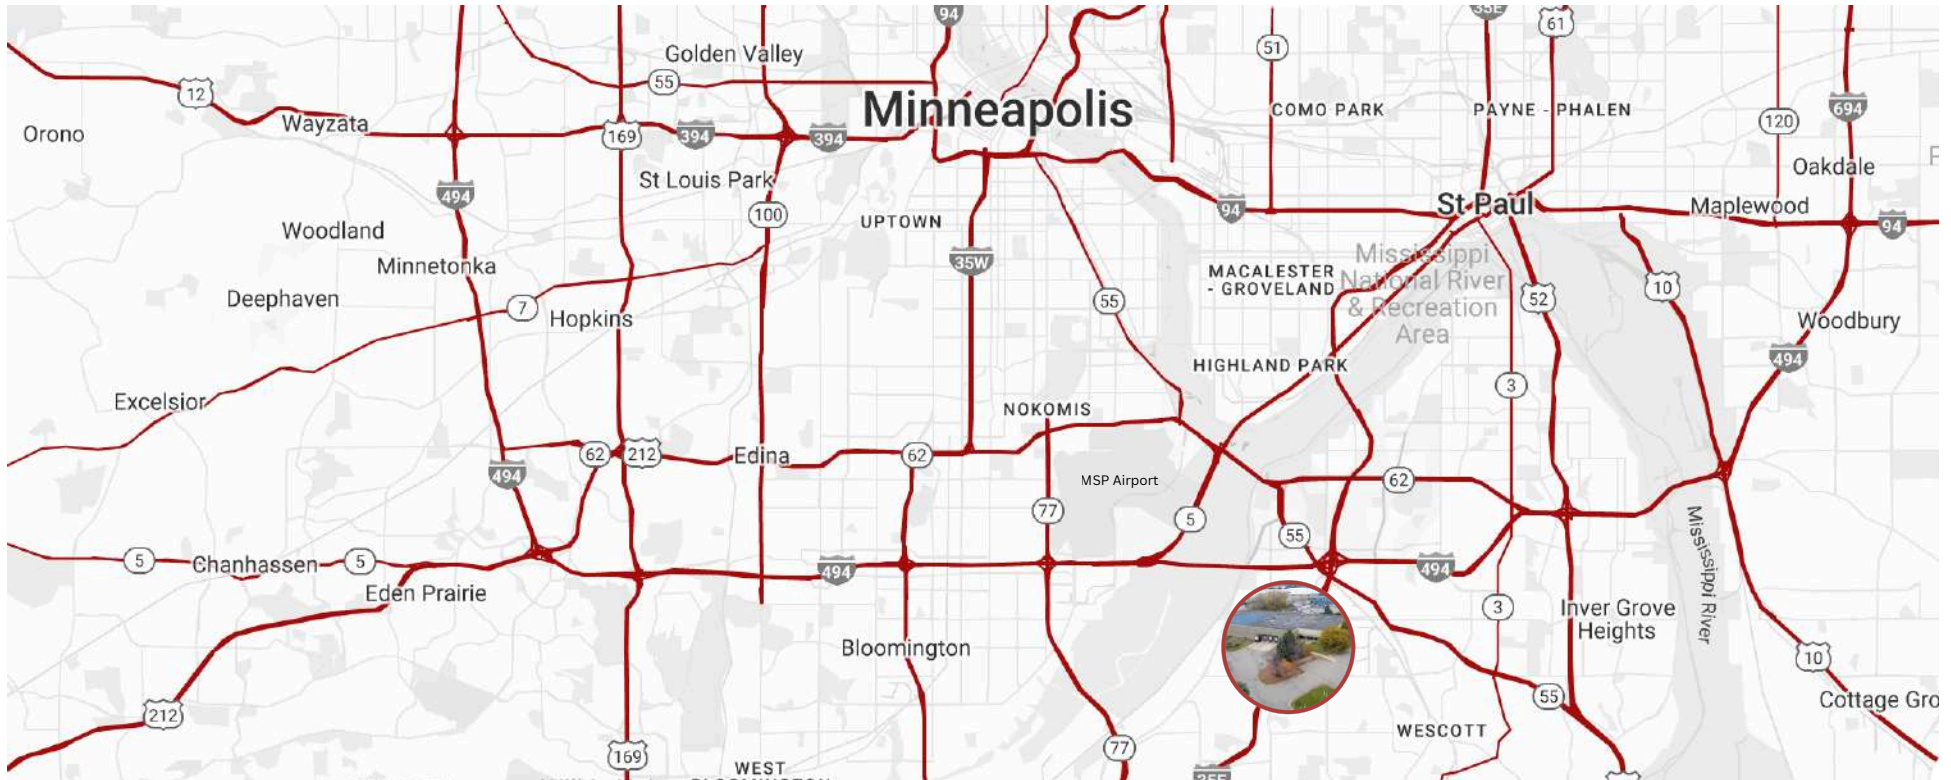 94
35E
61
Golden Valley
51
55
12
Minneapolis
COMO PARK
PAYNE - PHALEN
694
Wayzata
120
Orono
169
394
394
Oakdale
St Louis Park
494
100
94
St Paul
Maplewood
UPTOWN
94
Woodland
Mississippi
National River
& Recreation
Area
Minnetonka
35W
MACALESTER
- GROVELAND
10
Deephaven
7
55
52
Hopkins
Woodbury
HIGHLAND PARK
494
3
Excelsior
NOKOMIS
62
212
Edina
62
494
MSP Airport
62
77
5
55
Mississippi River
5
Chanhassen
5
494
494
Eden Prairie
3
Inver Grove
Heights
Bloomington
10
55
212
Cottage Gro
WESCOTT
77
169
WEST
BLOOMINGTON
35E